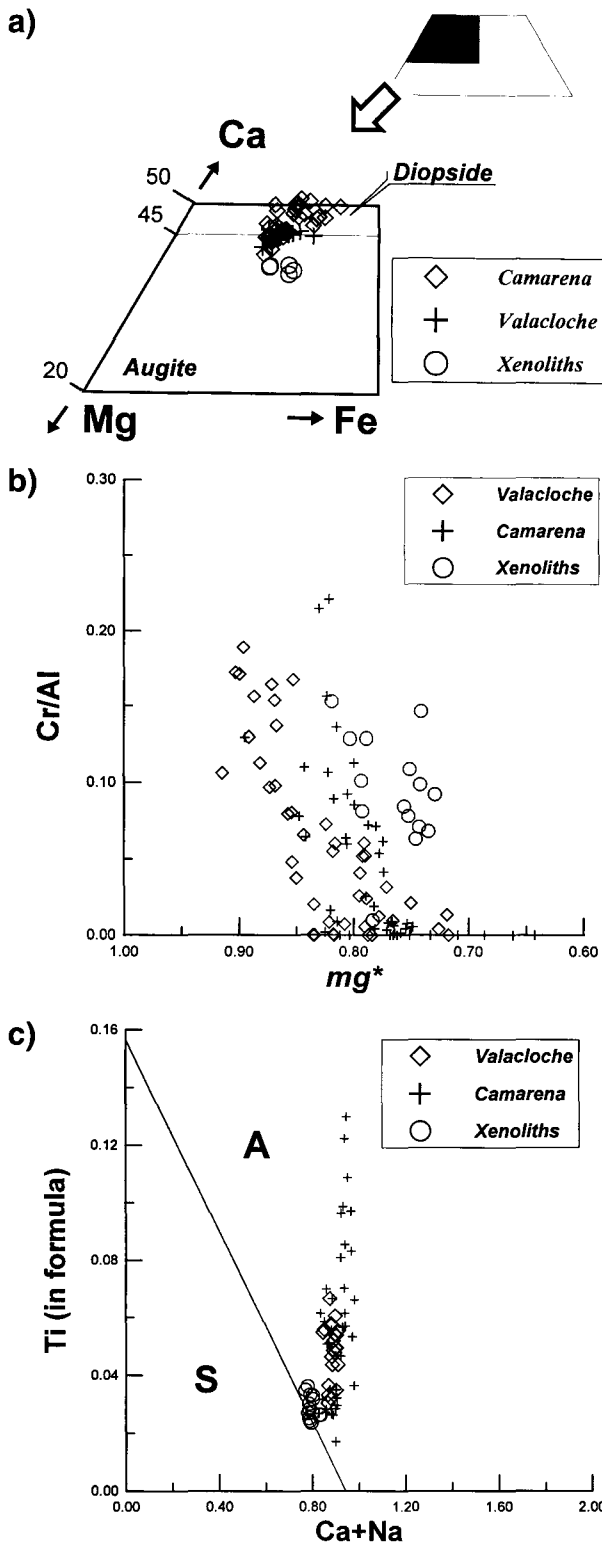 a)
Ca
50
45
Diopside
Camarena
Valacloche
Xenoliths
20
Augite
Mg
Fe
b)
0.30
0.20
0.10
0.00
Cr/Al
Valacloche
Camarena
Xenoliths
1.00 0.90 0.80 0.70 0.60
mg*
c)
0.16
0.12
0.08
0.04
0.00
Ti (in formula)
Valacloche
Camarena
Xenoliths
A
S
0.00 0.40 0.80 1.20 1.60 2.00
Ca+Na